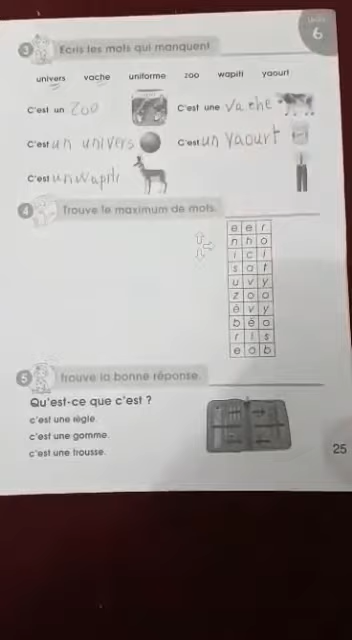 Unité
6
3 Ecris les mots qui manquent
univers vache uniforme zoo wapiti yaourt
C'est un Zoo C'est une Vache
C'est un univers C'est un Yaourt
C'est un wapiti
4 Trouve le maximum de mots.
e e r
n h o
i c i
s a t
u v y
z o a
è v y
b é o
r i s
e a b
5 Trouve la bonne réponse.
Qu'est-ce que c'est ?
c'est une règle.
c'est une gomme.
c'est une trousse.
25